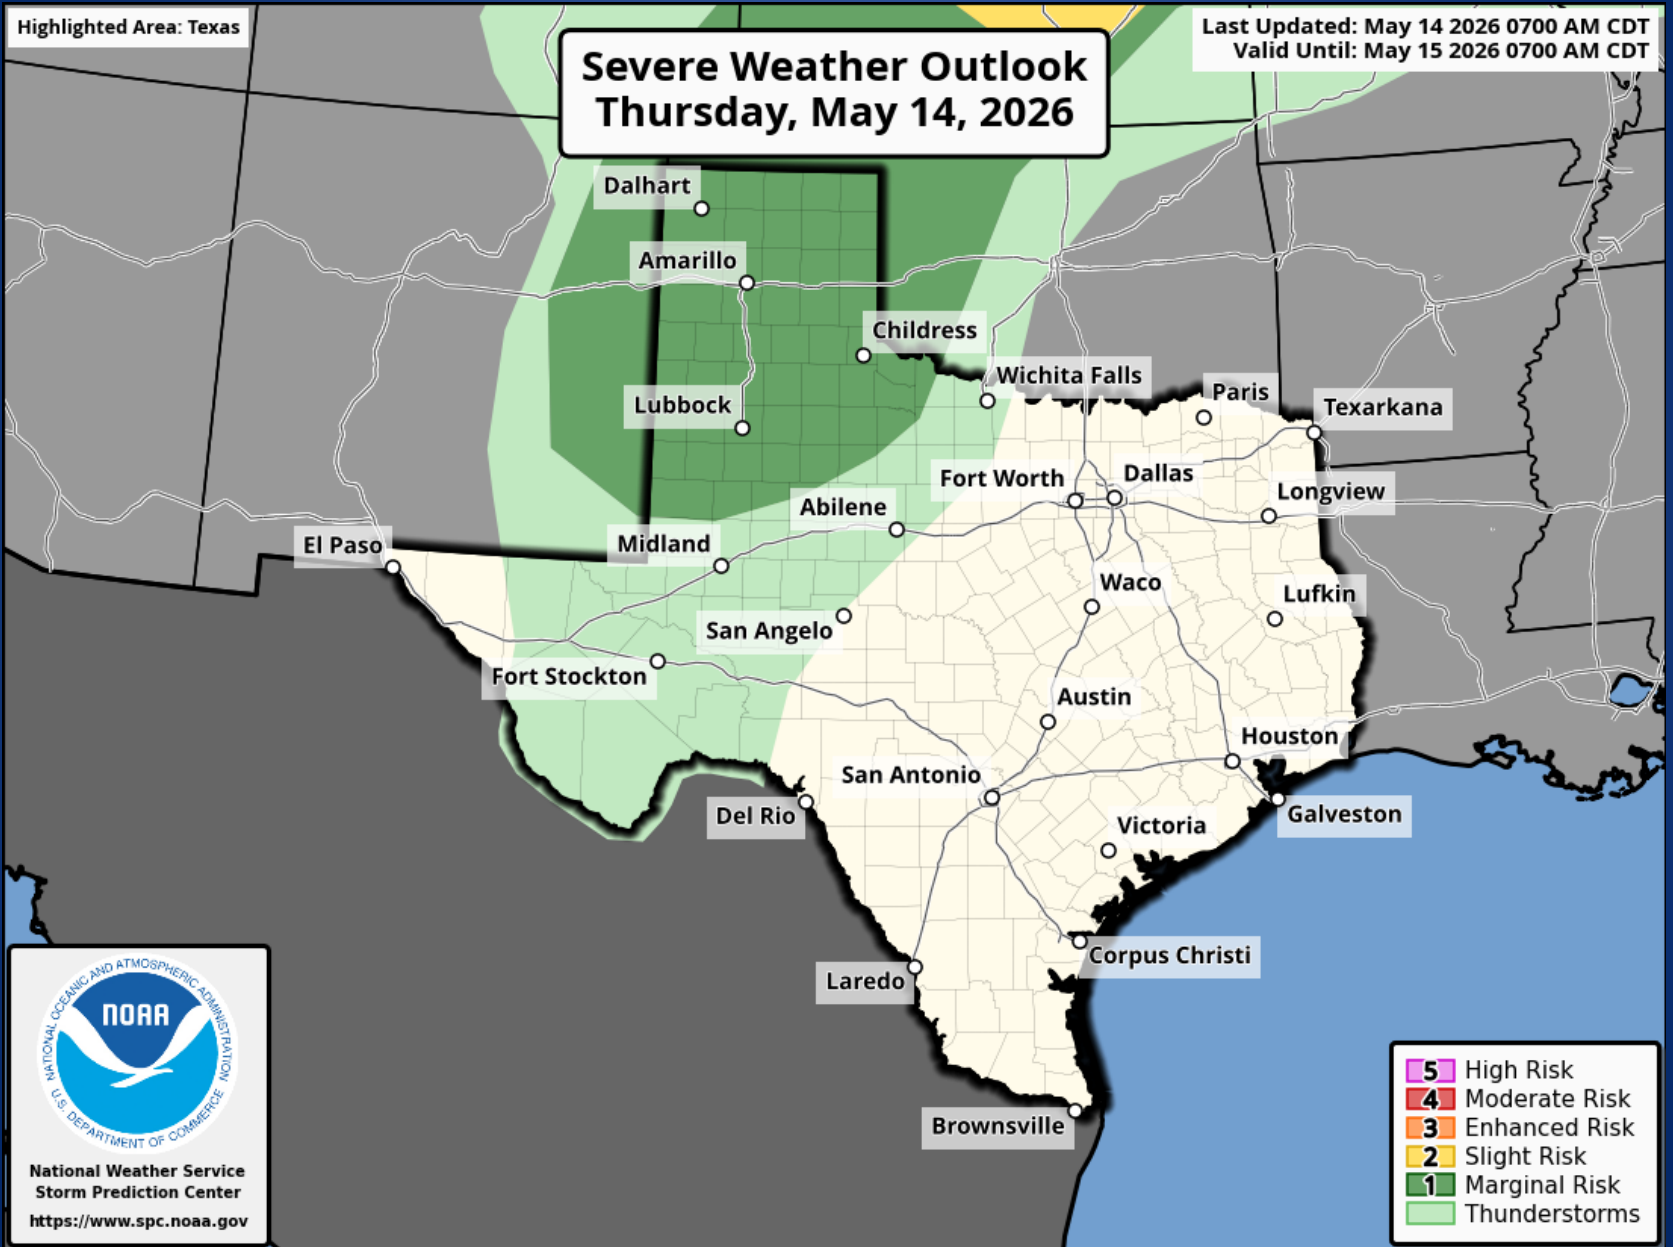 Highlighted Area: Texas
Severe Weather Outlook
Thursday, May 14, 2026
Last Updated: May 14 2026 0700 AM CDT
Valid Until: May 15 2026 0700 AM CDT
Dalhart
Amarillo
Childress
Wichita Falls
Paris
Texarkana
Lubbock
Fort Worth
Dallas
Longview
Abilene
El Paso
Midland
Waco
Lufkin
San Angelo
Fort Stockton
Austin
Houston
San Antonio
Del Rio
Galveston
Victoria
Corpus Christi
Laredo
Brownsville
NATIONAL OCEANIC AND ATMOSPHERIC ADMINISTRATION
NOAA
U.S. DEPARTMENT OF COMMERCE
National Weather Service
Storm Prediction Center
https://www.spc.noaa.gov
5 High Risk
4 Moderate Risk
3 Enhanced Risk
2 Slight Risk
1 Marginal Risk
Thunderstorms